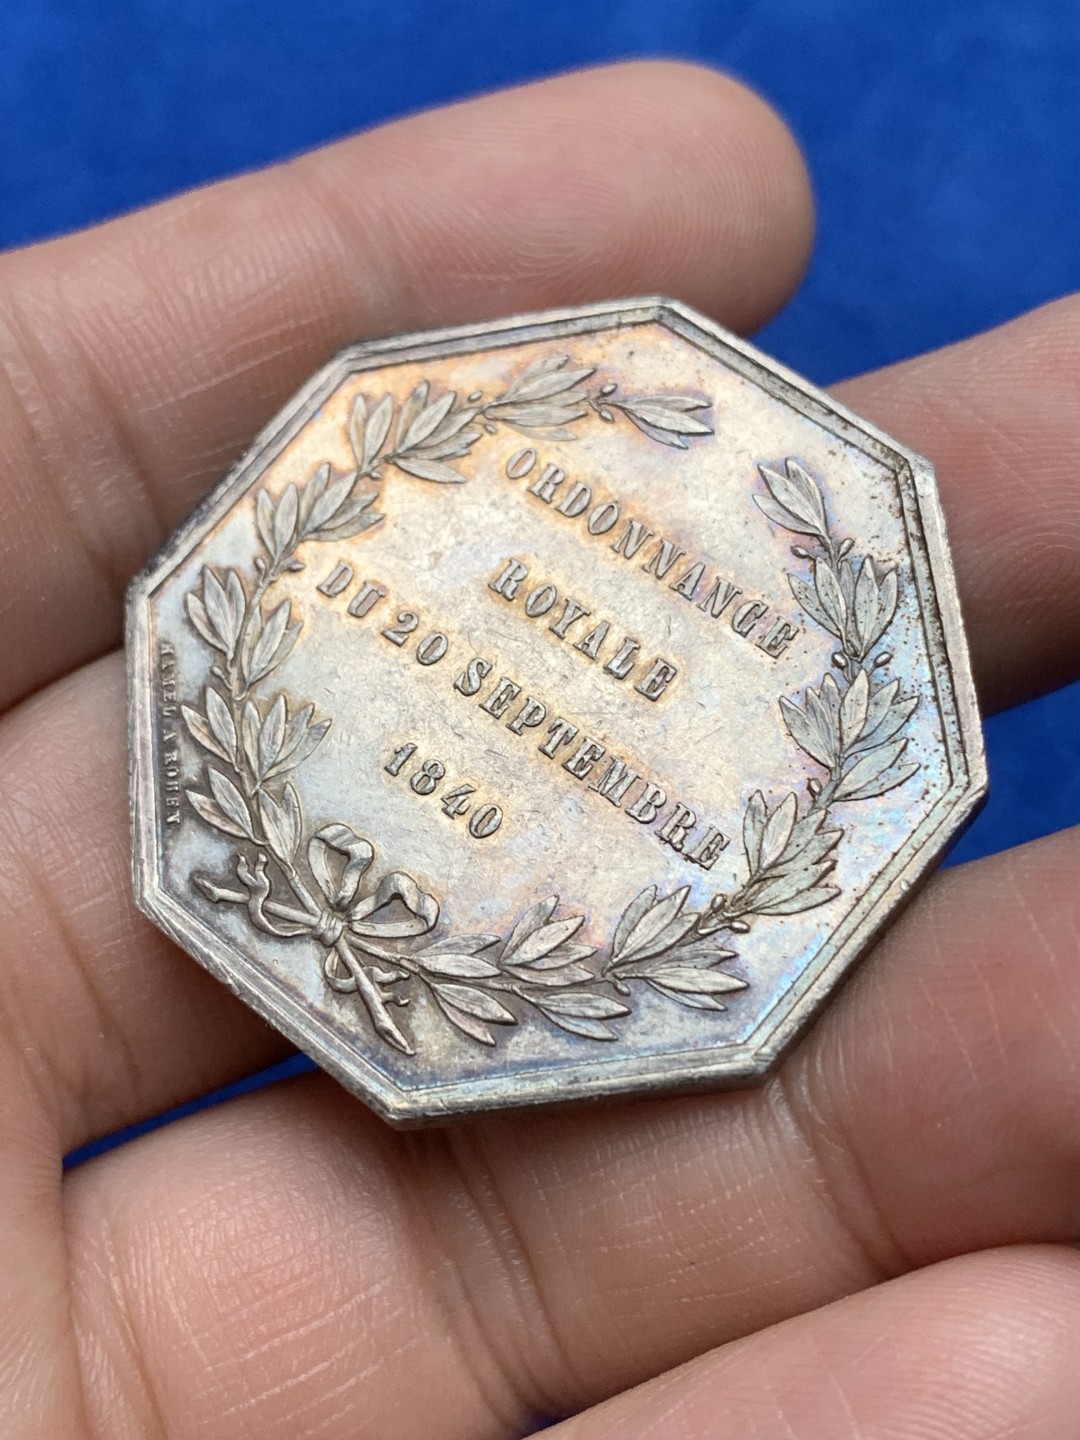 ORDONNANCE
ROYALE
DU 20 SEPTEMBRE
1840